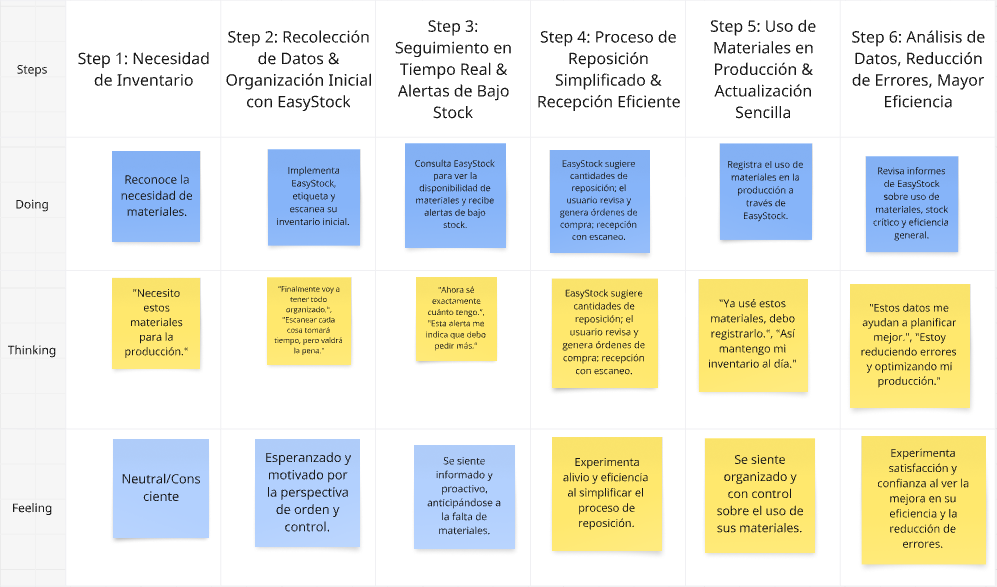 Steps
Step 1: Necesidad
de Inventario
Step 2: Recolección
de Datos &
Organización Inicial
con EasyStock
Step 3:
Seguimiento en
Tiempo Real &
Alertas de Bajo
Stock
Step 4: Proceso de
Reposición
Simplificado &
Recepción Eficiente
Step 5: Uso de
Materiales en
Producción &
Actualización
Sencilla
Step 6: Análisis de
Datos, Reducción
de Errores, Mayor
Eficiencia
Doing
Reconoce la
necesidad de
materiales.
Implementa
EasyStock,
etiqueta y
escanea su
inventario inicial.
Consulta EasyStock
para ver la
disponibilidad de
materiales y recibe
alertas de bajo
stock.
EasyStock sugiere
cantidades de
reposición; el
usuario revisa y
genera órdenes de
compra; recepción
con escaneo.
Registra el uso de
materiales en la
producción a
través de
EasyStock.
Revisa informes
de EasyStock
sobre uso de
materiales, stock
crítico y eficiencia
general.
Thinking
"Necesito
estos
materiales
para la
producción."
"Finalmente voy a
tener todo
organizado.",
"Escanear cada
cosa tomará
tiempo, pero valdrá
la pena."
"Ahora sé
exactamente
cuánto tengo.",
"Esta alerta me
indica que debo
pedir más."
EasyStock sugiere
cantidades de
reposición; el
usuario revisa y
genera órdenes de
compra; recepción
con escaneo.
"Ya usé estos
materiales, debo
registrarlo.", "Así
mantengo mi
inventario al día."
"Estos datos me
ayudan a planificar
mejor.", "Estoy
reduciendo errores
y optimizando mi
producción."
Feeling
Neutral/Cons
ciente
Esperanzado y
motivado por
la perspectiva
de orden y
control.
Se siente
informado y
proactivo,
anticipándose a
la falta de
materiales.
Experimenta
alivio y eficiencia
al simplificar el
proceso de
reposición.
Se siente
organizado y
con control
sobre el uso de
sus materiales.
Experimenta
satisfacción y
confianza al ver la
mejora en su
eficiencia y la
reducción de
errores.